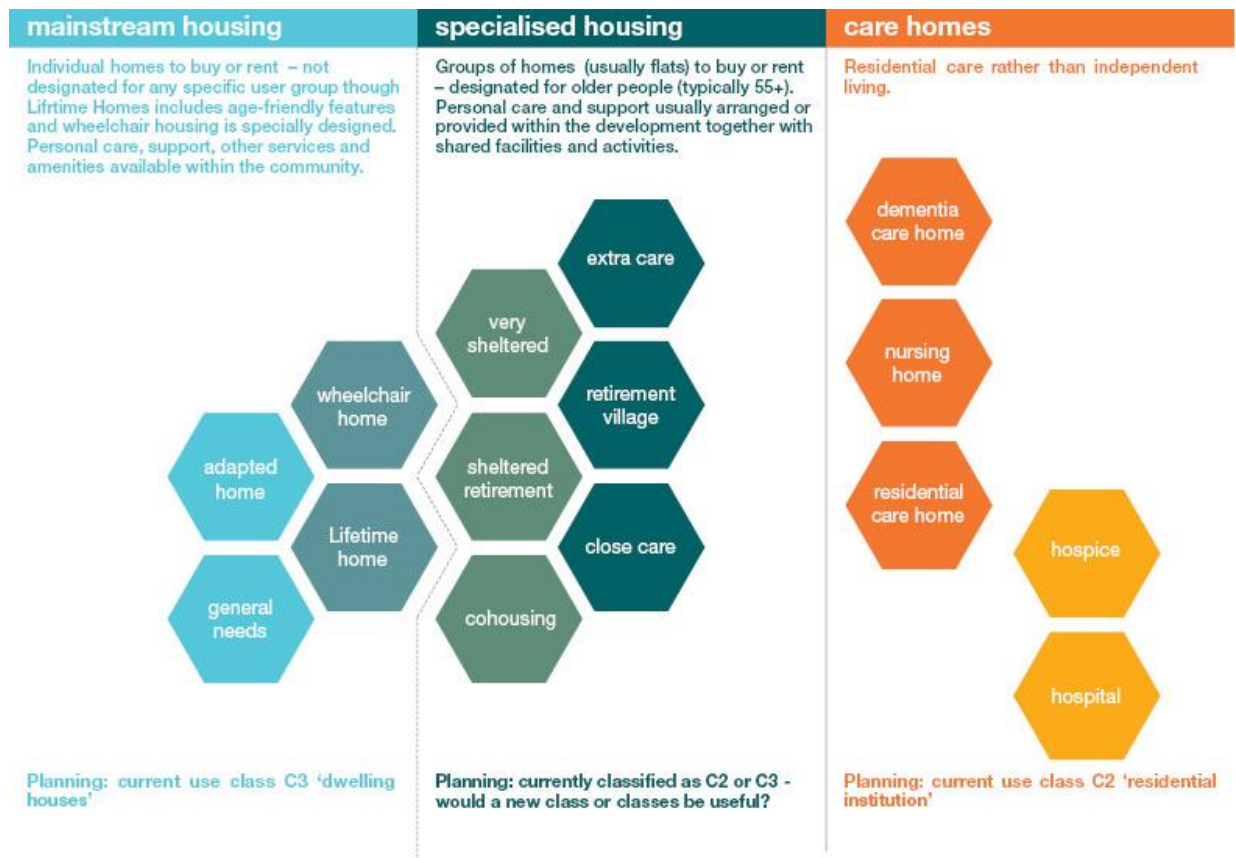 mainstream housing
Individual homes to buy or rent – not
designated for any specific user group though
Lifrtime Homes includes age-friendly features
and wheelchair housing is specially designed.
Personal care, support, other services and
amenities available within the community.
wheelchair
home
adapted
home
Lifetime
home
general
needs
Planning: current use class C3 ‘dwelling
houses’
specialised housing
Groups of homes (usually flats) to buy or rent
– designated for older people (typically 55+).
Personal care and support usually arranged or
provided within the development together with
shared facilities and activities.
extra care
very
sheltered
retirement
village
sheltered
retirement
close care
cohousing
Planning: currently classified as C2 or C3 -
would a new class or classes be useful?
care homes
Residential care rather than independent
living.
dementia
care home
nursing
home
residential
care home
hospice
hospital
Planning: current use class C2 ‘residential
institution’